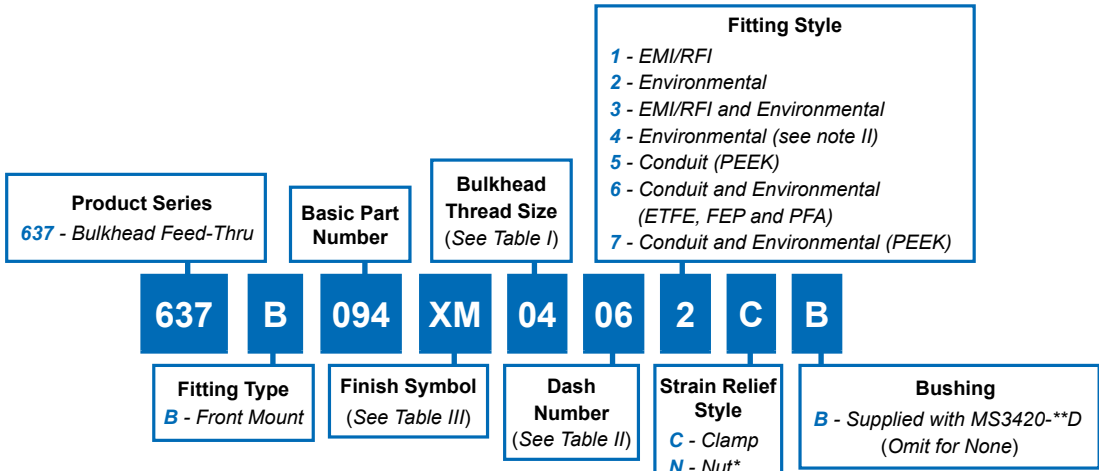 Fitting Style
1 - EMI/RFI
2 - Environmental
3 - EMI/RFI and Environmental
4 - Environmental (see note II)
5 - Conduit (PEEK)
6 - Conduit and Environmental
(ETFE, FEP and PFA)
7 - Conduit and Environmental (PEEK)
Product Series
637 - Bulkhead Feed-Thru
Basic Part
Number
Bulkhead
Thread Size
(See Table I)
637 B 094 XM 04 06 2 C B
Fitting Type
B - Front Mount
Finish Symbol
(See Table III)
Dash
Number
(See Table II)
Strain Relief
Style
C - Clamp
N - Nut*
Bushing
B - Supplied with MS3420-**D
(Omit for None)